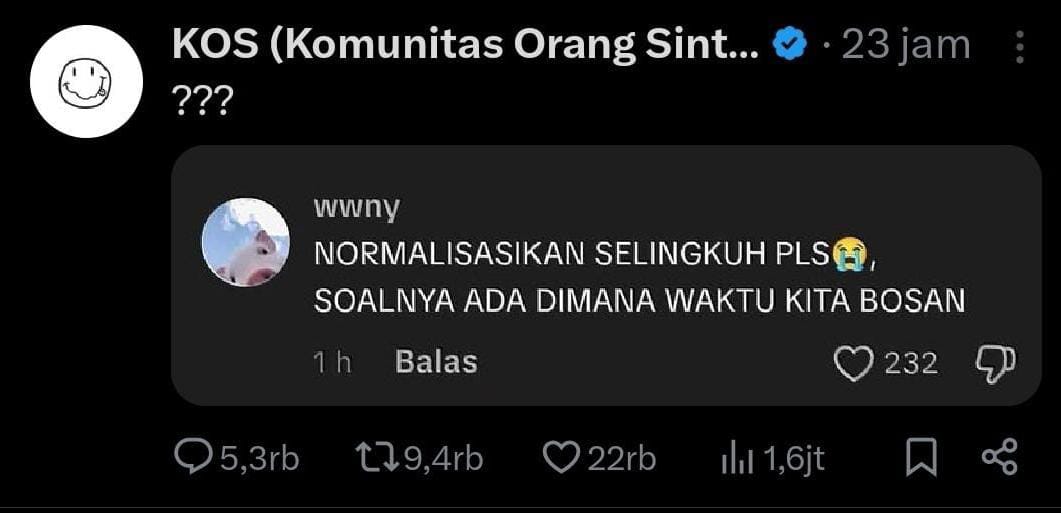 KOS (Komunitas Orang Sint... · 23 jam
???
wwny
NORMALISASIKAN SELINGKUH PLS😭,
SOALNYA ADA DIMANA WAKTU KITA BOSAN
1 h Balas 232
5,3rb 9,4rb 22rb 1,6jt